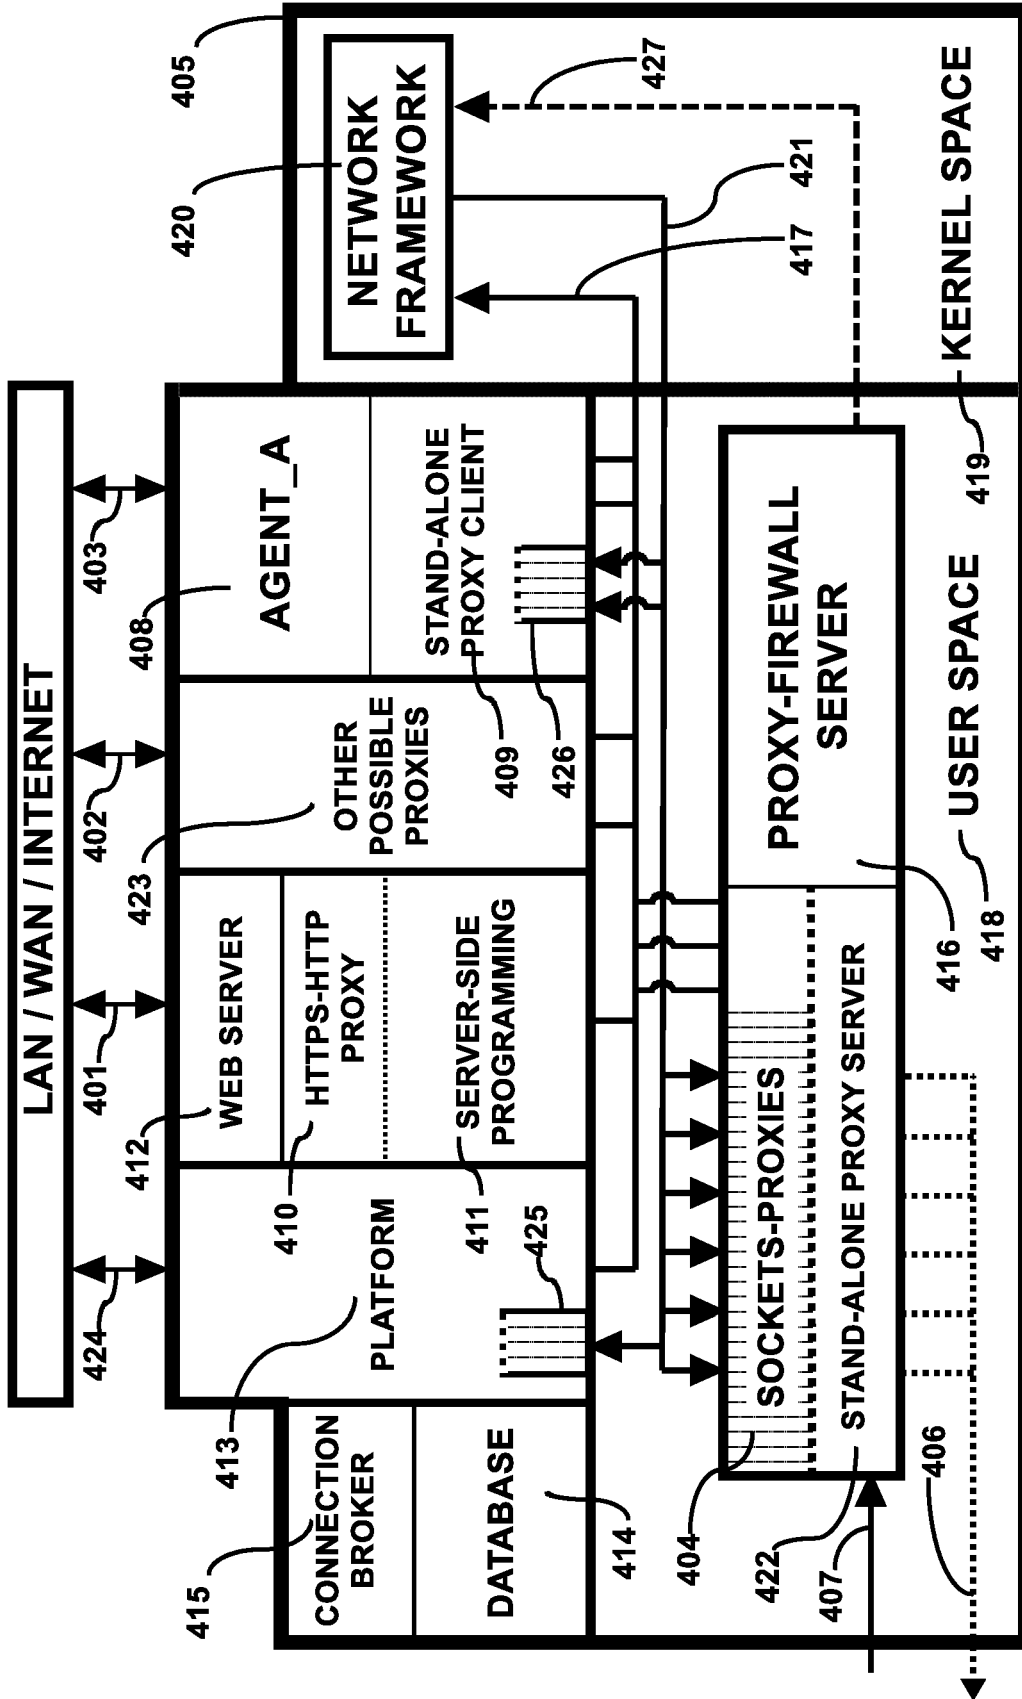 LAN / WAN / INTERNET
424
401
402
403
405
415
413
412
423
408
420
CONNECTION
BROKER
DATABASE
PLATFORM
WEB SERVER
HTTPS-HTTP
PROXY
SERVER-SIDE
PROGRAMMING
OTHER
POSSIBLE
PROXIES
AGENT_A
STAND-ALONE
PROXY CLIENT
NETWORK
FRAMEWORK
410
411
425
409
426
427
414
404
422
407
406
421
417
SOCKETS-PROXIES
STAND-ALONE PROXY SERVER
PROXY-FIREWALL
SERVER
416
418
USER SPACE
419
KERNEL SPACE